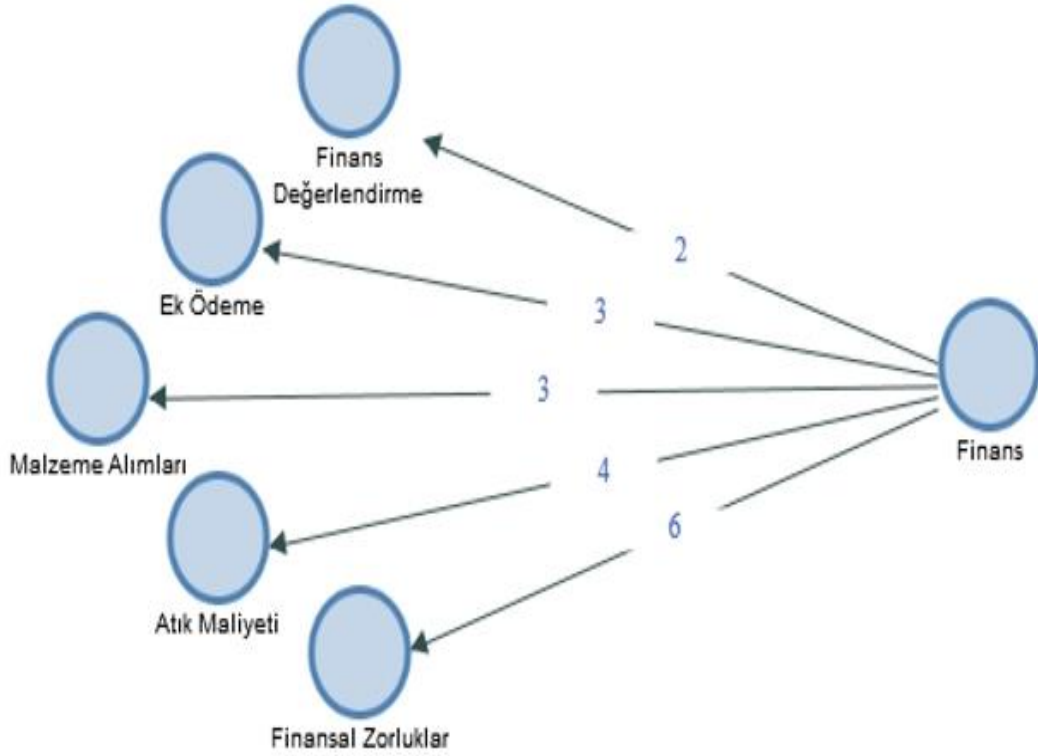 Finans
Değerlendirme
2
Ek Ödeme
3
Malzeme Alımları
3
Finans
Atık Maliyeti
4
Finansal Zorluklar
6